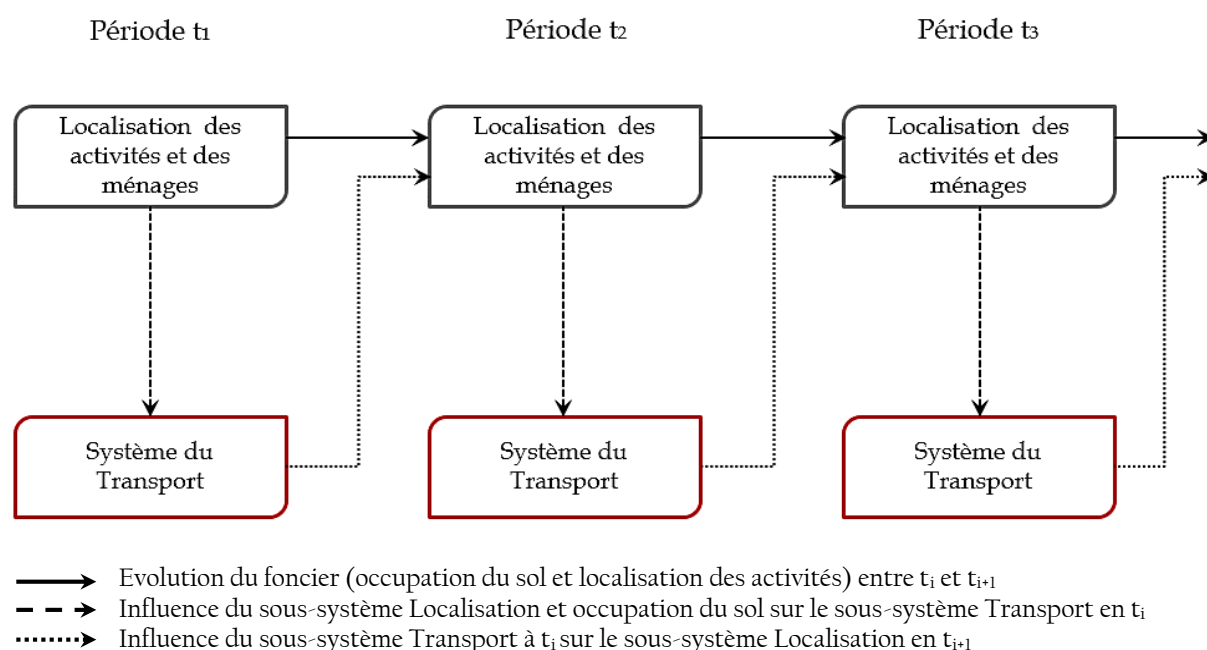 Période t1
Période t2
Période t3
Localisation des
activités et des
ménages
Localisation des
activités et des
ménages
Localisation des
activités et des
ménages
Système du
Transport
Système du
Transport
Système du
Transport
Evolution du foncier (occupation du sol et localisation des activités) entre ti et ti+1
Influence du sous-système Localisation et occupation du sol sur le sous-système Transport en ti
Influence du sous-système Transport à ti sur le sous-système Localisation en ti+1